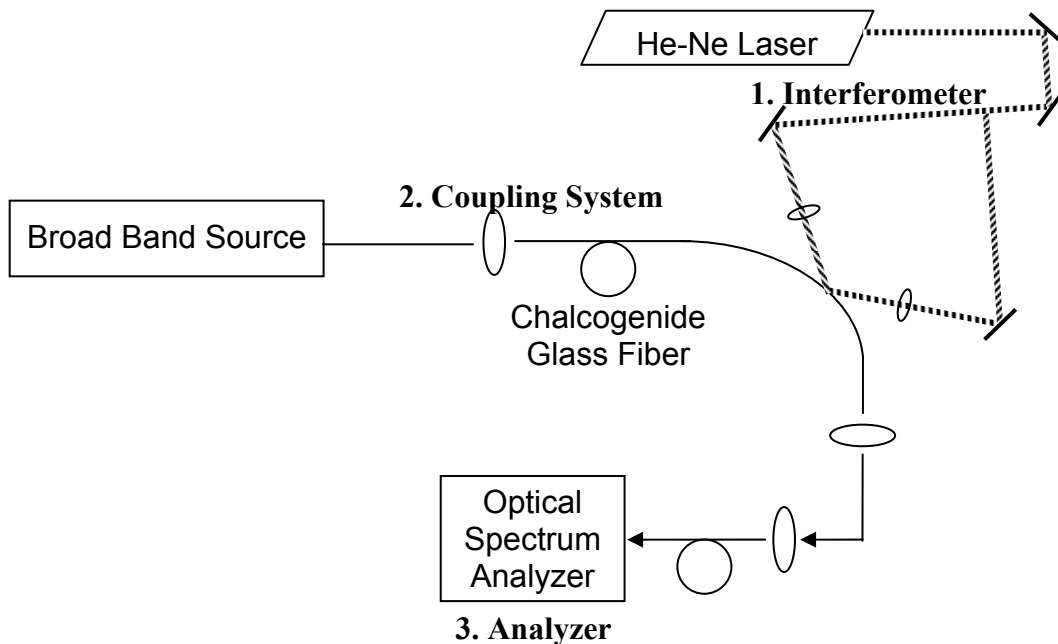 He-Ne Laser
1. Interferometer
2. Coupling System
Broad Band Source
Chalcogenide
Glass Fiber
Optical
Spectrum
Analyzer
3. Analyzer